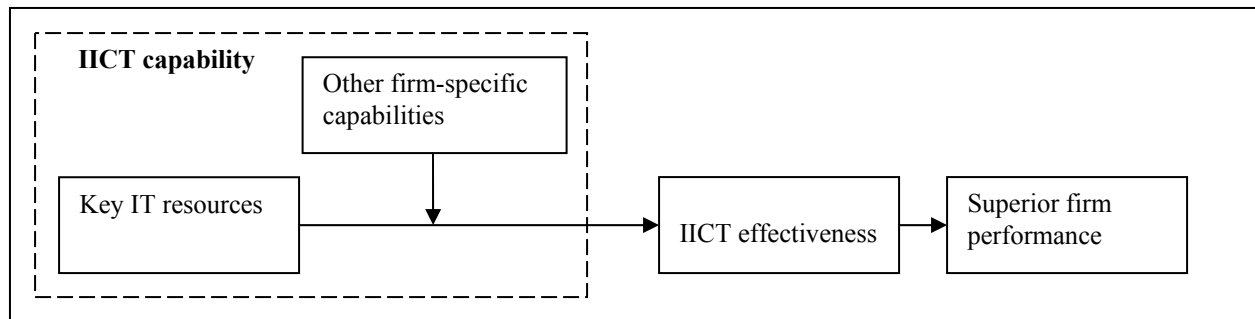 IICT capability
Other firm-specific
capabilities
Key IT resources
IICT effectiveness
Superior firm
performance